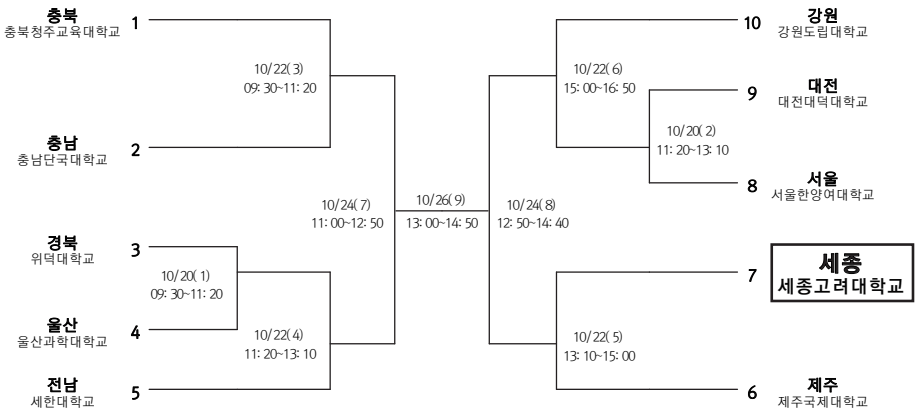 충북
충북청주교육대학교
1
10/22(3)
09:30~11:20
충남
충남단국대학교
2
10/24(7)
11:00~12:50
경북
위덕대학교
3
10/20(1)
09:30~11:20
울산
울산과학대학교
4
10/22(4)
11:20~13:10
전남
세한대학교
5
10/26(9)
13:00~14:50
10
강원
강원도립대학교
10/22(6)
15:00~16:50
9
대전
대전대덕대학교
10/20(2)
11:20~13:10
8
서울
서울한양여대학교
10/24(8)
12:50~14:40
7
세종
세종고려대학교
10/22(5)
13:10~15:00
6
제주
제주국제대학교